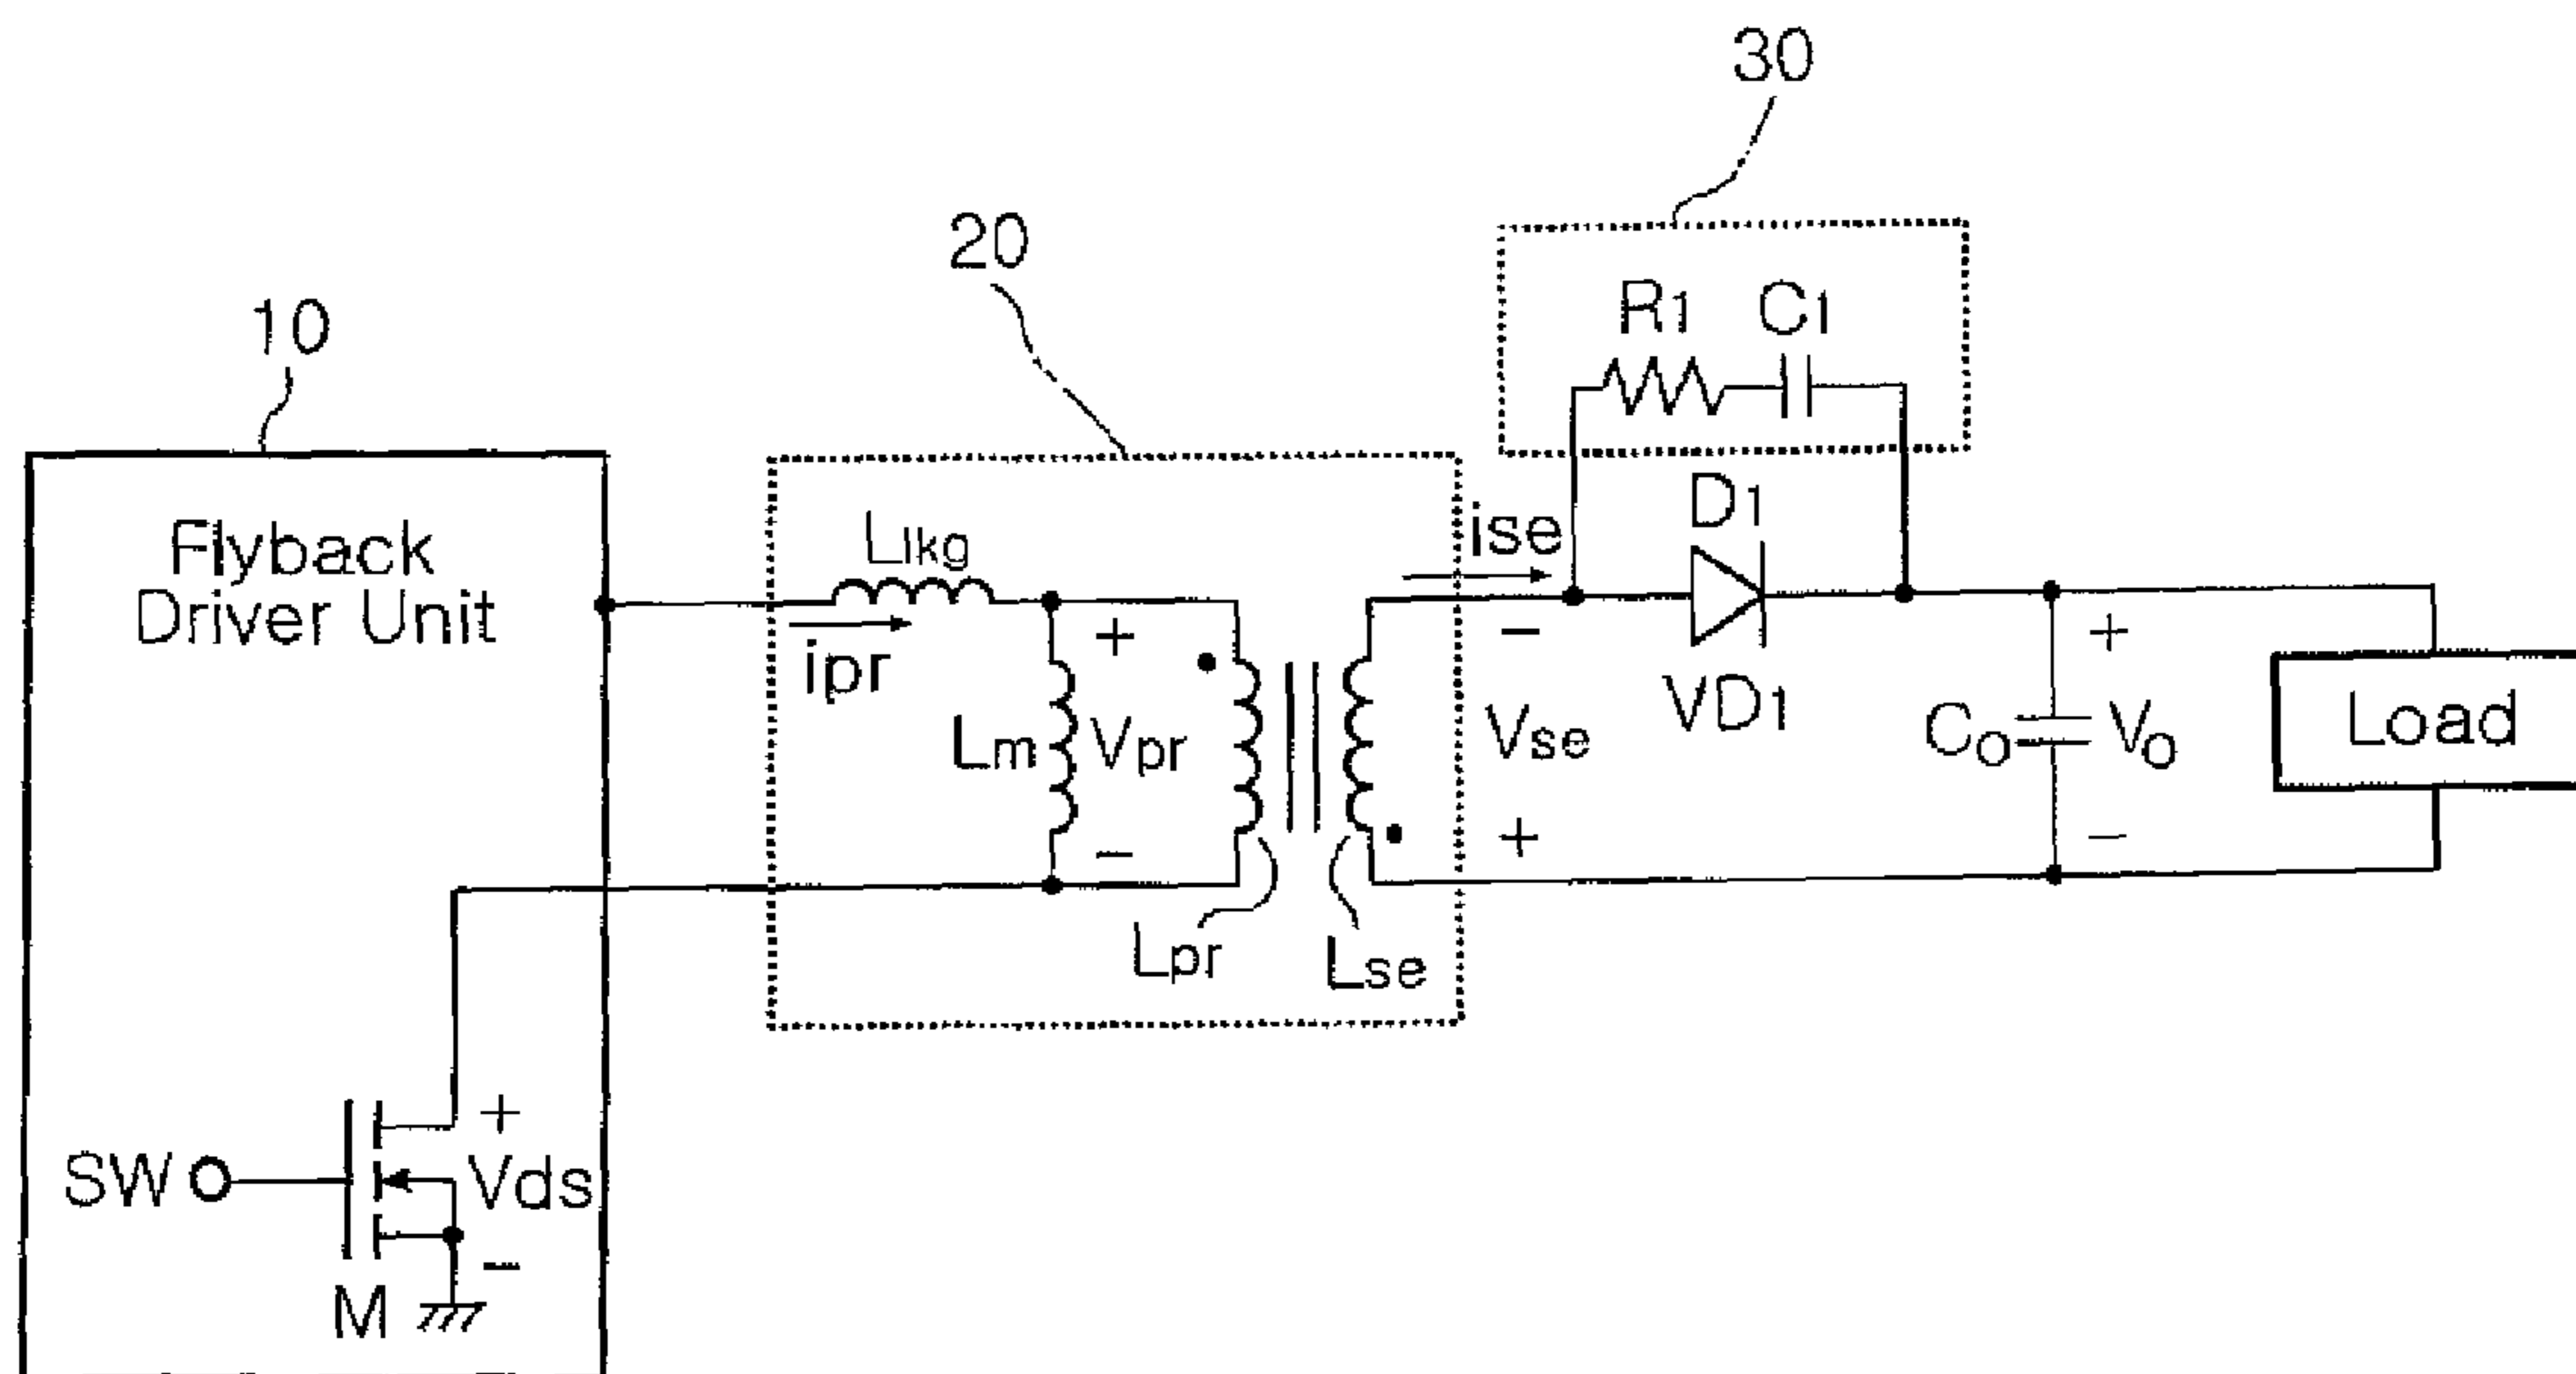 30
20
10
R1 C1
Flyback
Driver Unit
Llkg
ise
D1
ipr
+
−
+
Lm
Vpr
Vse
VD1
Co
Vo
Load
−
+
−
Lpr
Lse
+
SW
Vds
−
M